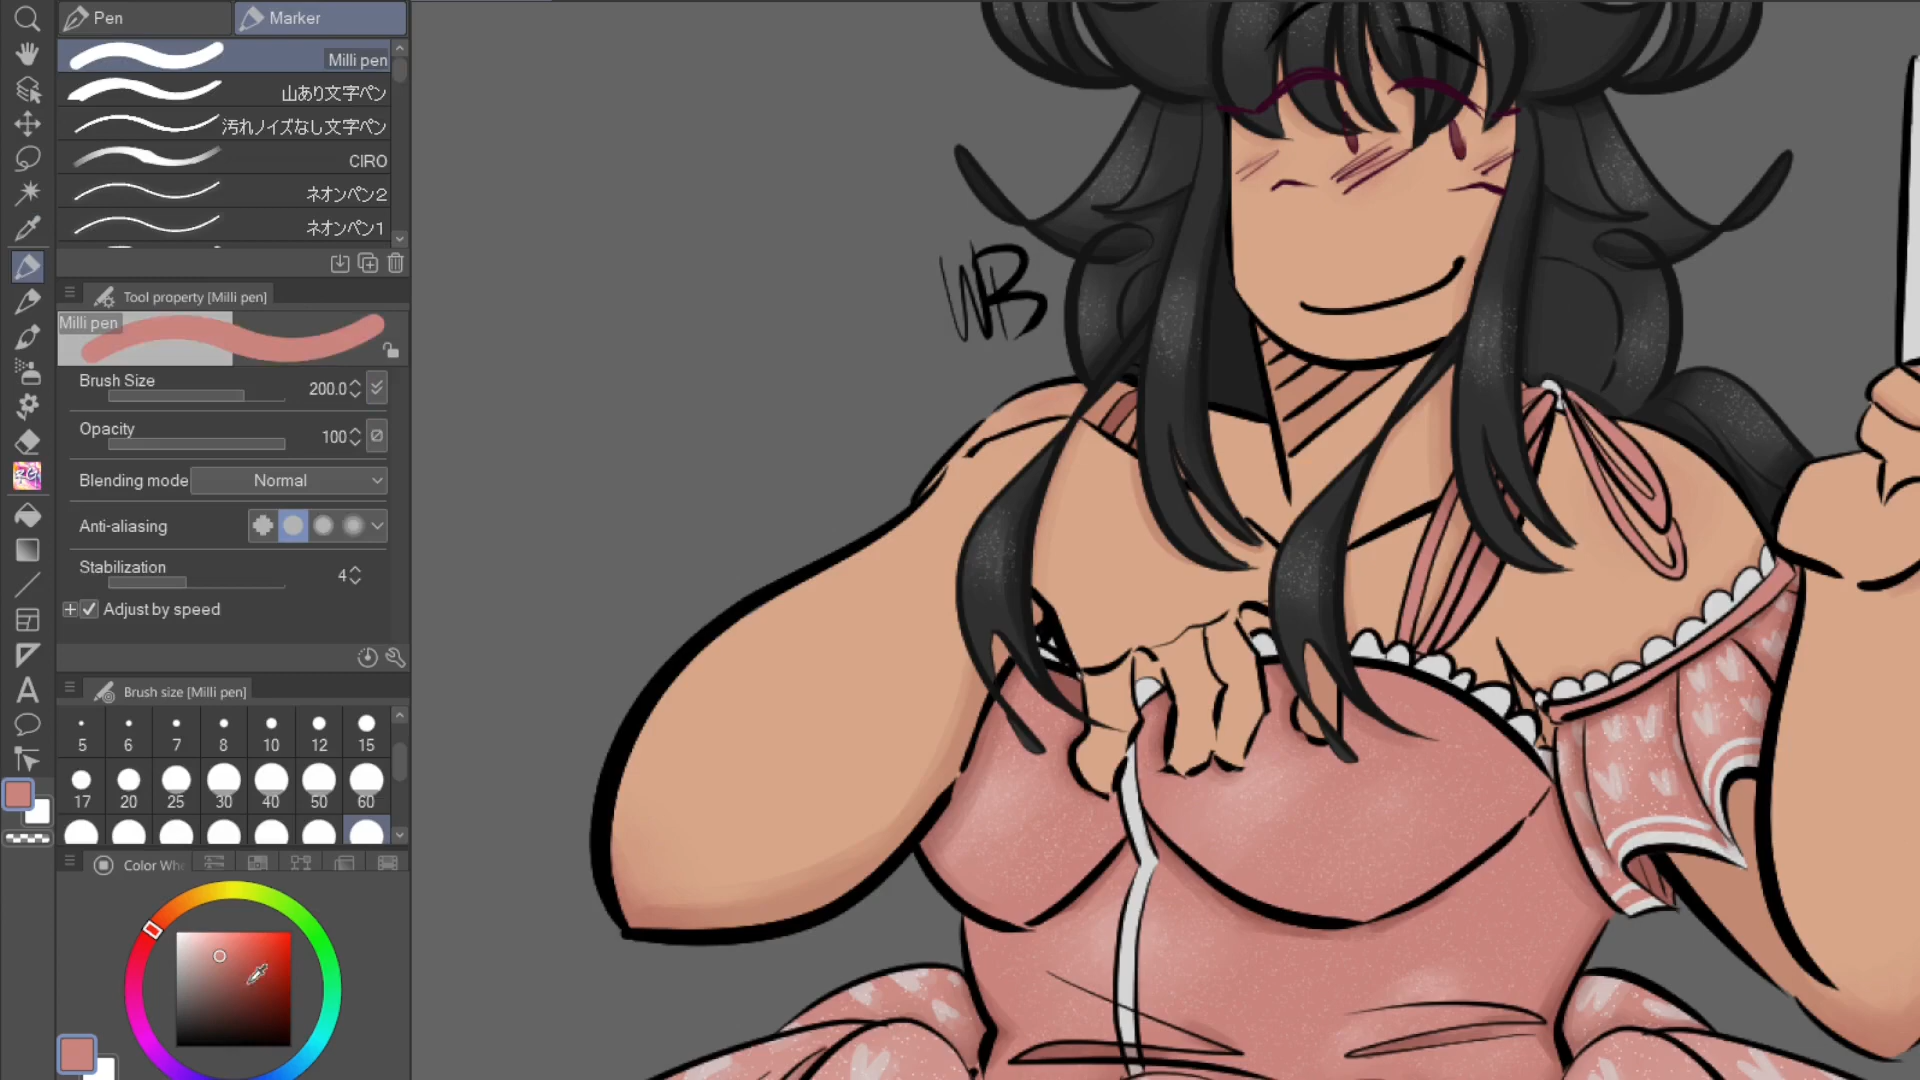 Pen
Marker
Milli pen
山あり文字ペン
汚れノイズなし文字ペン
CIRO
ネオンペン2
ネオンペン1
Tool property [Milli pen]
Milli pen
Brush Size 200.0
Opacity 100
Blending mode Normal
Anti-aliasing
Stabilization 4
Adjust by speed
Brush size [Milli pen]
5 6 7 8 10 12 15
17 20 25 30 40 50 60
Color Whe
A
WB